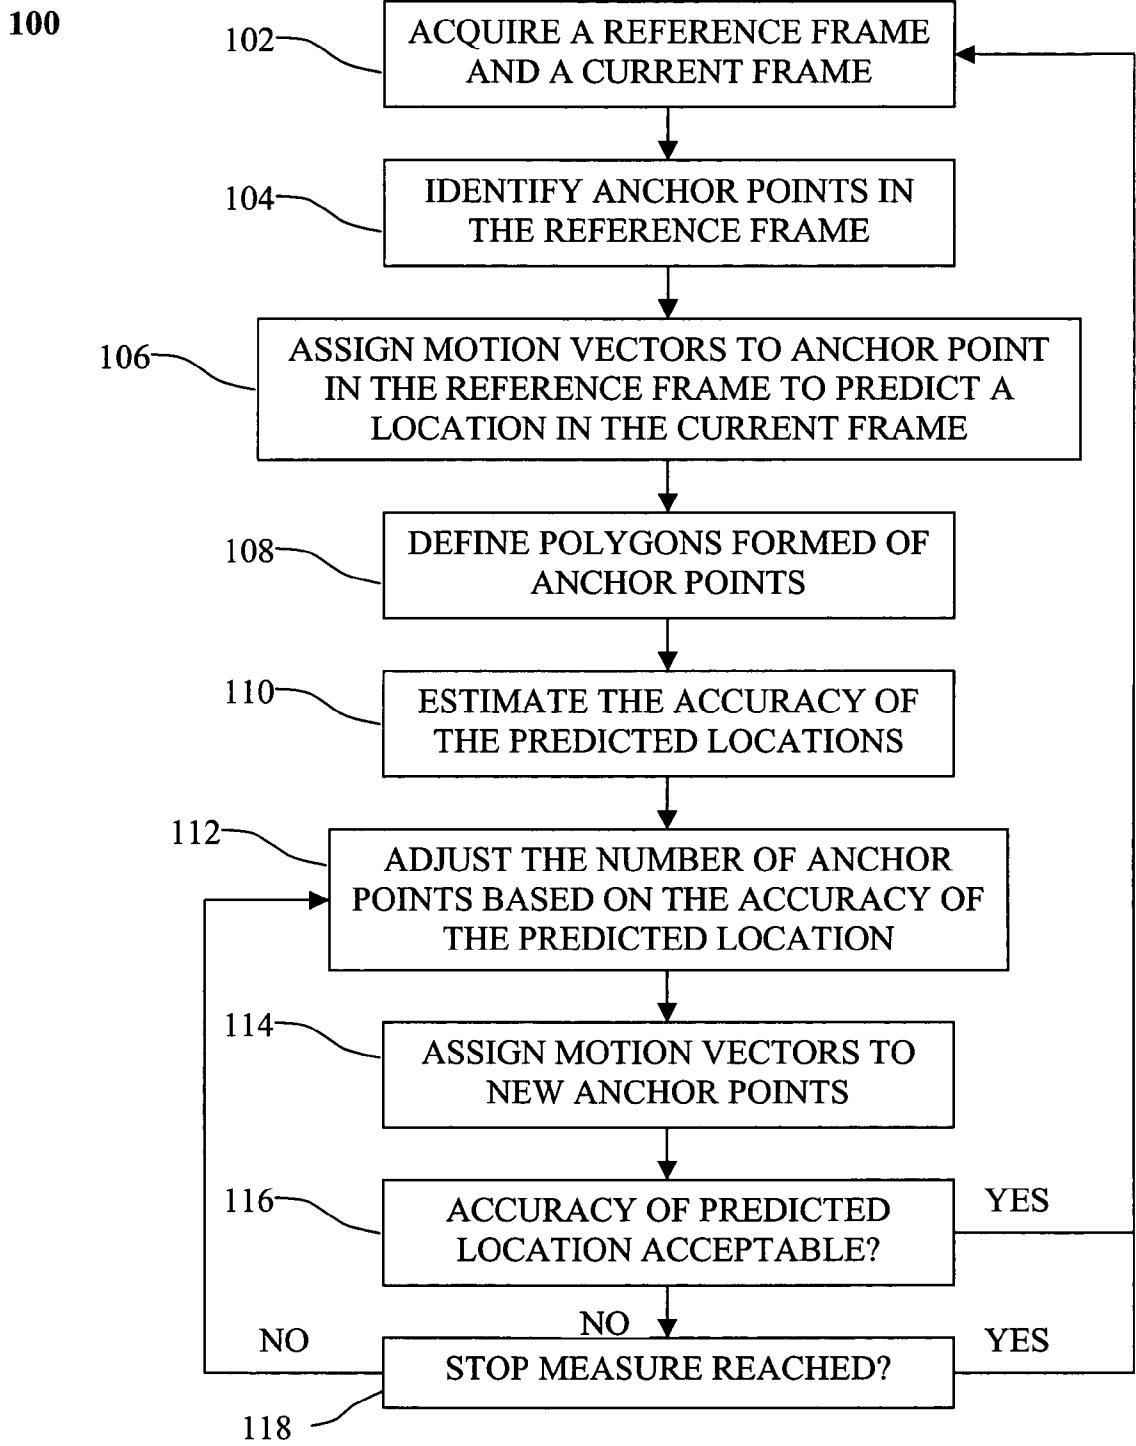 100
102
ACQUIRE A REFERENCE FRAME
AND A CURRENT FRAME
104
IDENTIFY ANCHOR POINTS IN
THE REFERENCE FRAME
106
ASSIGN MOTION VECTORS TO ANCHOR POINT
IN THE REFERENCE FRAME TO PREDICT A
LOCATION IN THE CURRENT FRAME
108
DEFINE POLYGONS FORMED OF
ANCHOR POINTS
110
ESTIMATE THE ACCURACY OF
THE PREDICTED LOCATIONS
112
ADJUST THE NUMBER OF ANCHOR
POINTS BASED ON THE ACCURACY OF
THE PREDICTED LOCATION
114
ASSIGN MOTION VECTORS TO
NEW ANCHOR POINTS
116
ACCURACY OF PREDICTED
LOCATION ACCEPTABLE?
YES
NO
NO
STOP MEASURE REACHED?
YES
118